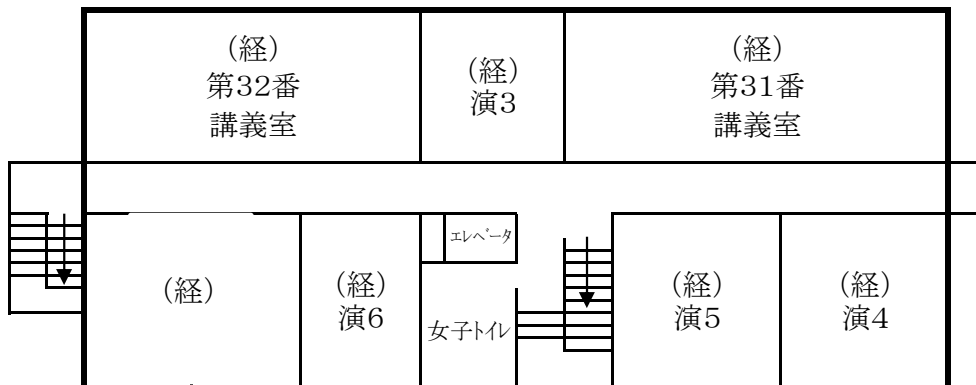 （経）
第３２番
講義室
（経）
演３
（経）
第３１番
講義室
エレベータ
（経）
（経）
演６
女子トイレ
（経）
演５
（経）
演４